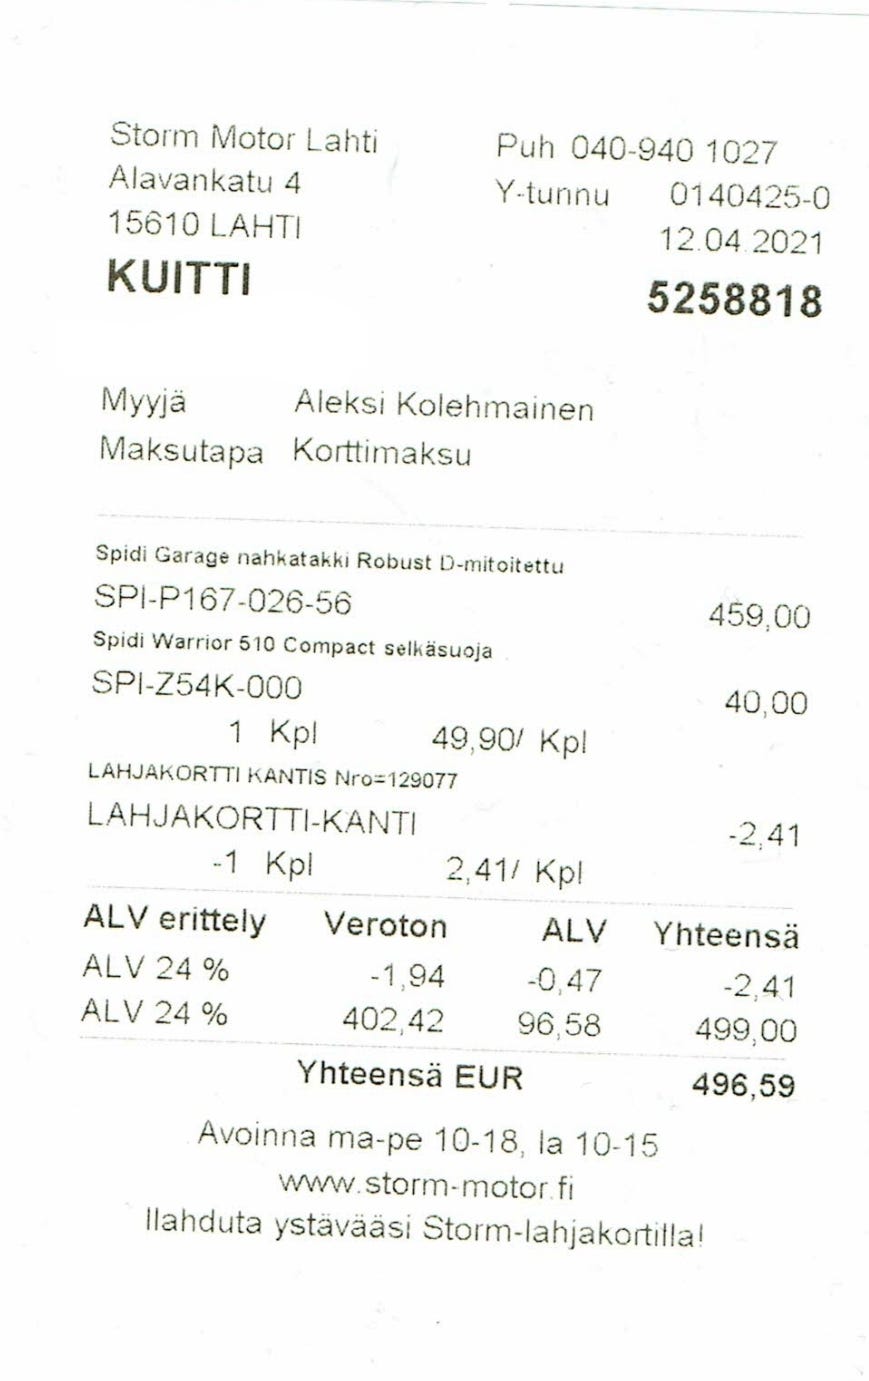 Storm Motor Lahti Puh 040-940 1027
Alavankatu 4 Y-tunnu 0140425-0
15610 LAHTI 12.04.2021
KUITTI 5258818
Myyjä Aleksi Kolehmainen
Maksutapa Korttimaksu
Spidi Garage nahkatakki Robust D-mitoitettu
SPI-P167-026-56 459,00
Spidi Warrior 510 Compact selkäsuoja
SPI-Z54K-000 40,00
1 Kpl 49,90/ Kpl
LAHJAKORTTI KANTIS Nro=129077
LAHJAKORTTI-KANTI -2,41
-1 Kpl 2,41/ Kpl
ALV erittely Veroton ALV Yhteensä
ALV 24 % -1,94 -0,47 -2,41
ALV 24 % 402,42 96,58 499,00
Yhteensä EUR 496,59
Avoinna ma-pe 10-18, la 10-15
www.storm-motor.fi
Ilahduta ystävääsi Storm-lahjakortilla!